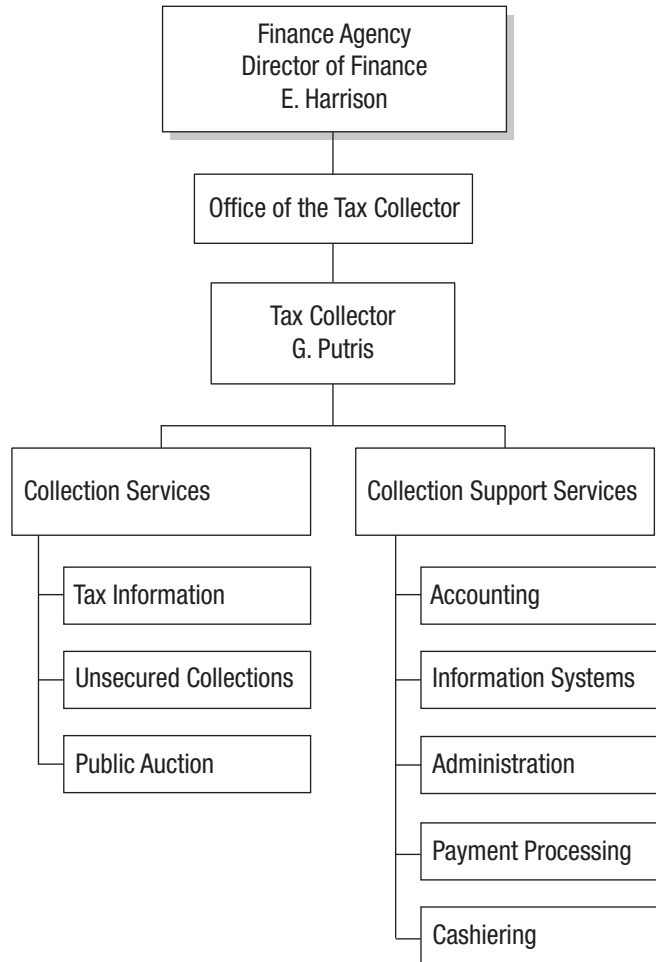 Finance Agency
Director of Finance
E. Harrison
Office of the Tax Collector
Tax Collector
G. Putris
Collection Services
Tax Information
Unsecured Collections
Public Auction
Collection Support Services
Accounting
Information Systems
Administration
Payment Processing
Cashiering